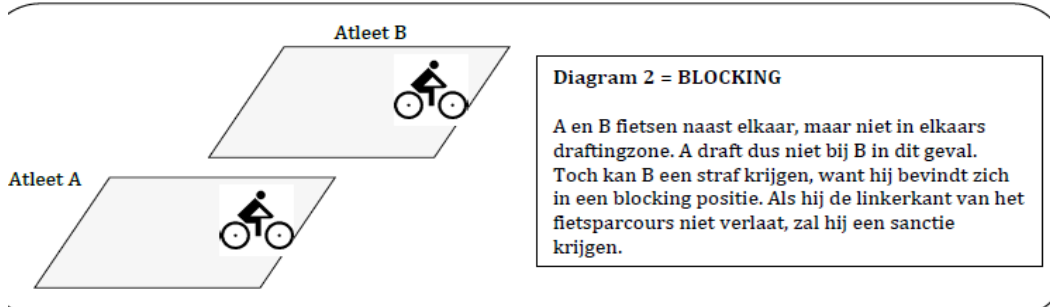 Atleet B
Atleet A
Diagram 2 = BLOCKING
A en B fietsen naast elkaar, maar niet in elkaars
draftingzone. A draft dus niet bij B in dit geval.
Toch kan B een straf krijgen, want hij bevindt zich
in een blocking positie. Als hij de linkerkant van het
fietsparcours niet verlaat, zal hij een sanctie
krijgen.